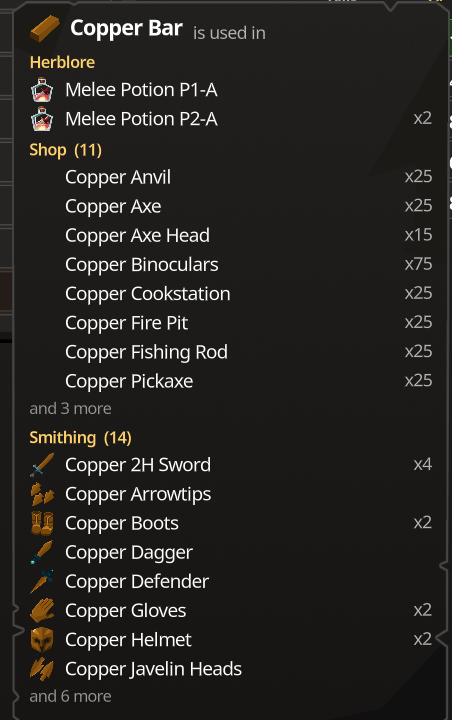 Copper Bar is used in
Herblore
Melee Potion P1-A
Melee Potion P2-A x2
Shop (11)
Copper Anvil x25
Copper Axe x25
Copper Axe Head x15
Copper Binoculars x75
Copper Cookstation x25
Copper Fire Pit x25
Copper Fishing Rod x25
Copper Pickaxe x25
and 3 more
Smithing (14)
Copper 2H Sword x4
Copper Arrowtips
Copper Boots x2
Copper Dagger
Copper Defender
Copper Gloves x2
Copper Helmet x2
Copper Javelin Heads
and 6 more